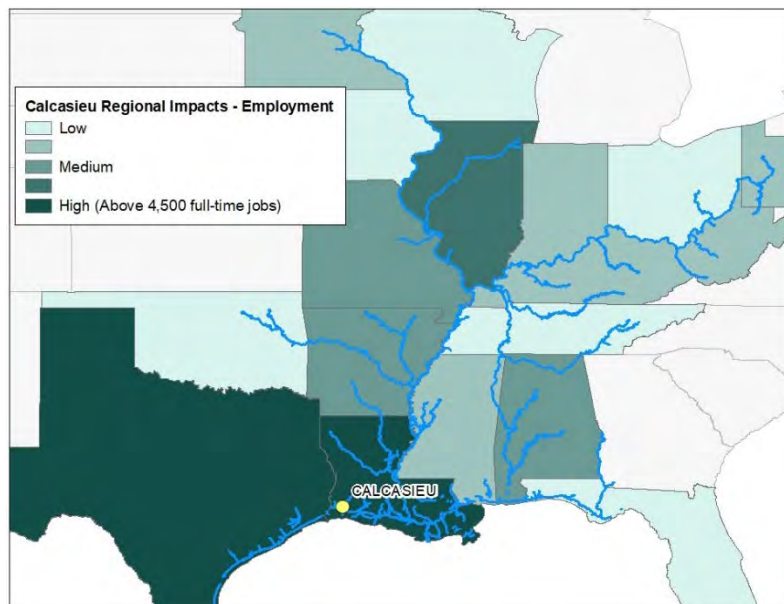 Calcasieu Regional Impacts - Employment
Low
Medium
High (Above 4,500 full-time jobs)
CALCASIEU